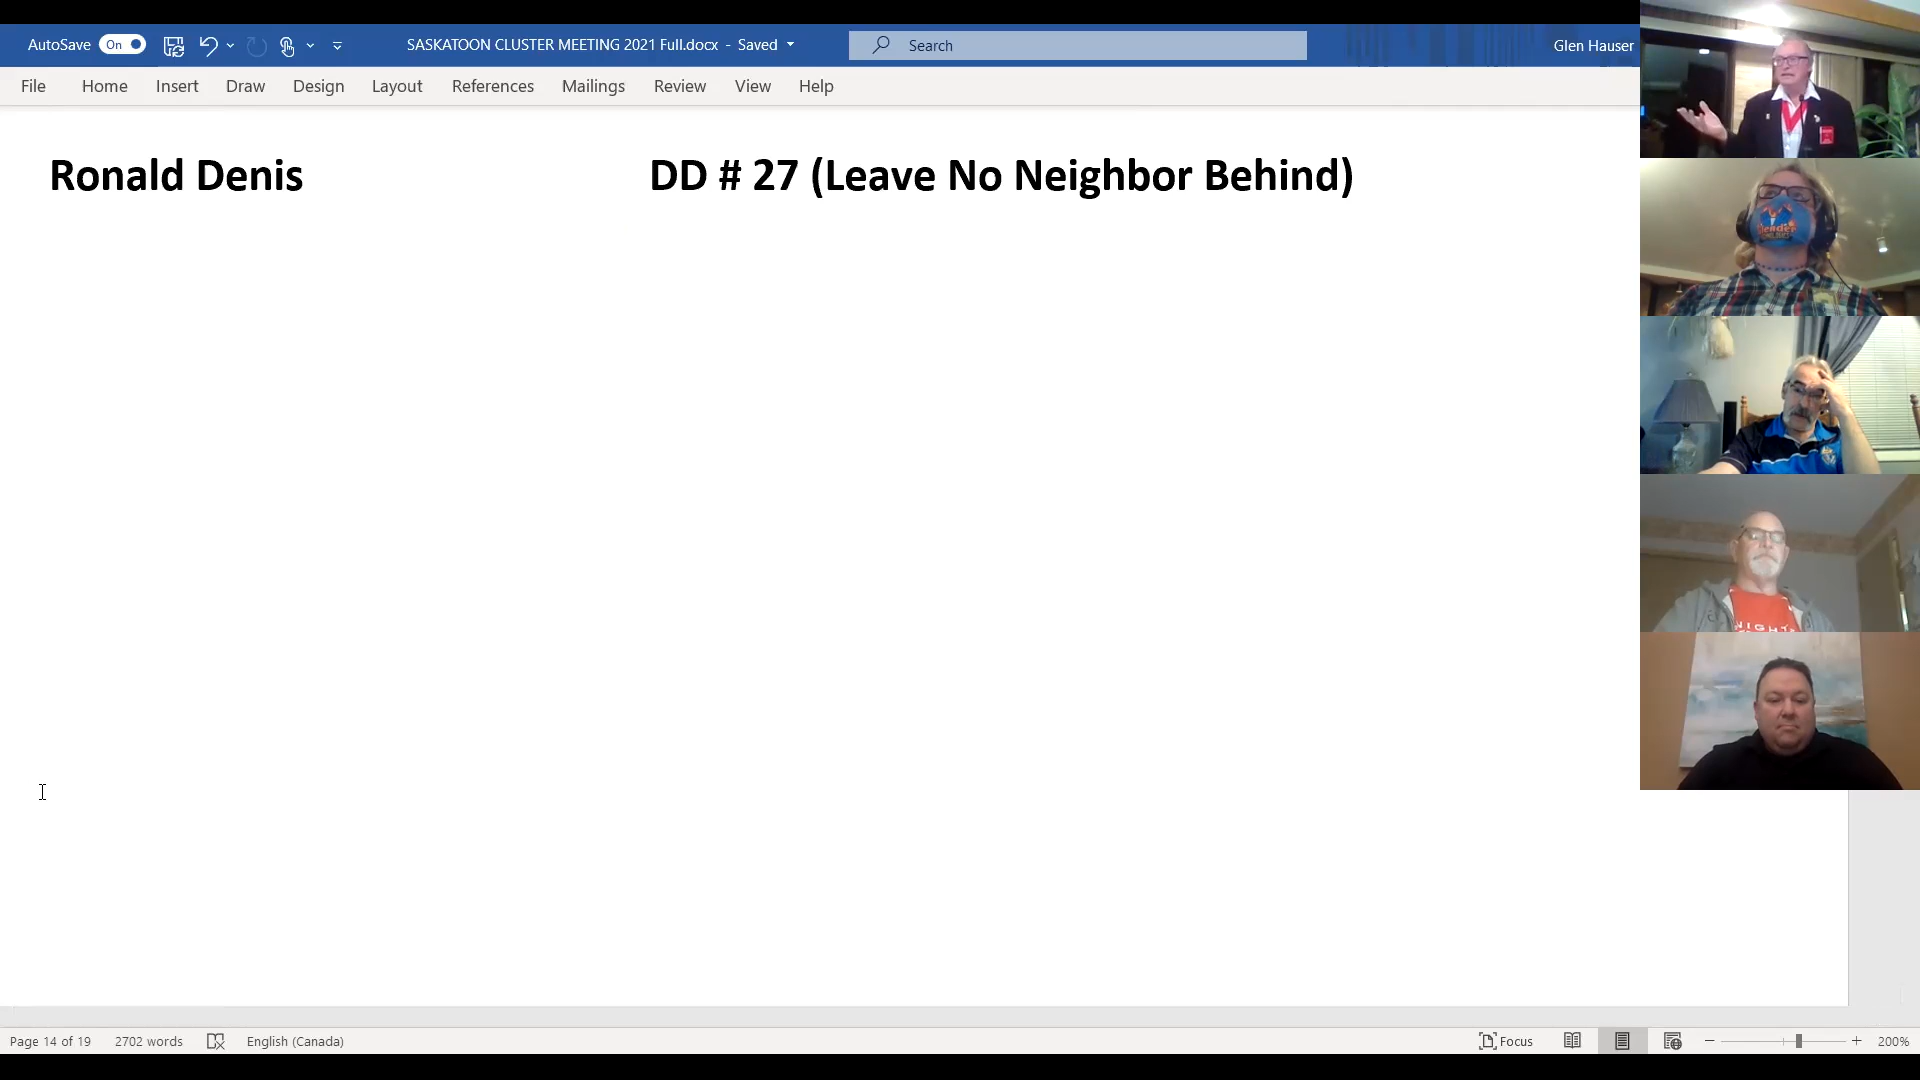 AutoSave On SASKATOON CLUSTER MEETING 2021 Full.docx - Saved Search Glen Hauser
File Home Insert Draw Design Layout References Mailings Review View Help
Ronald Denis DD # 27 (Leave No Neighbor Behind)
NIGHT
Page 14 of 19 2702 words English (Canada) Focus 200%